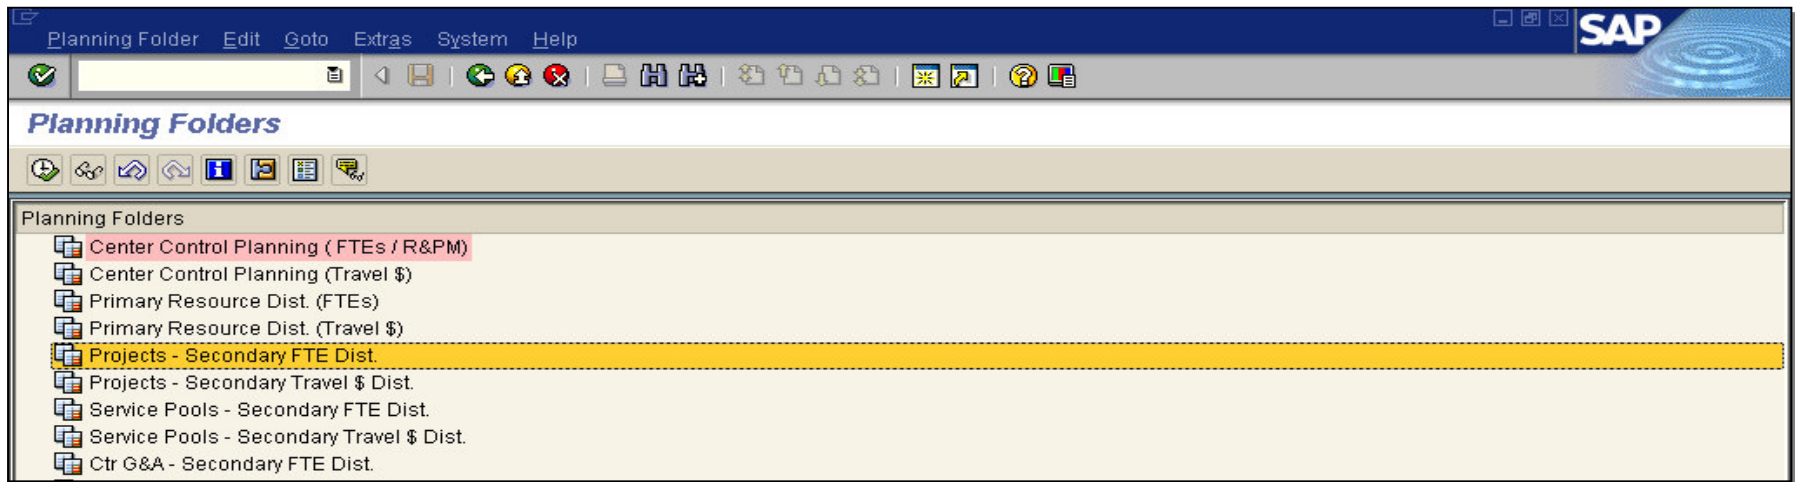 Planning Folder Edit Goto Extras System Help
SAP
Planning Folders
Planning Folders
Center Control Planning ( FTEs / R&PM)
Center Control Planning (Travel $)
Primary Resource Dist. (FTEs)
Primary Resource Dist. (Travel $)
Projects - Secondary FTE Dist.
Projects - Secondary Travel $ Dist.
Service Pools - Secondary FTE Dist.
Service Pools - Secondary Travel $ Dist.
Ctr G&A - Secondary FTE Dist.